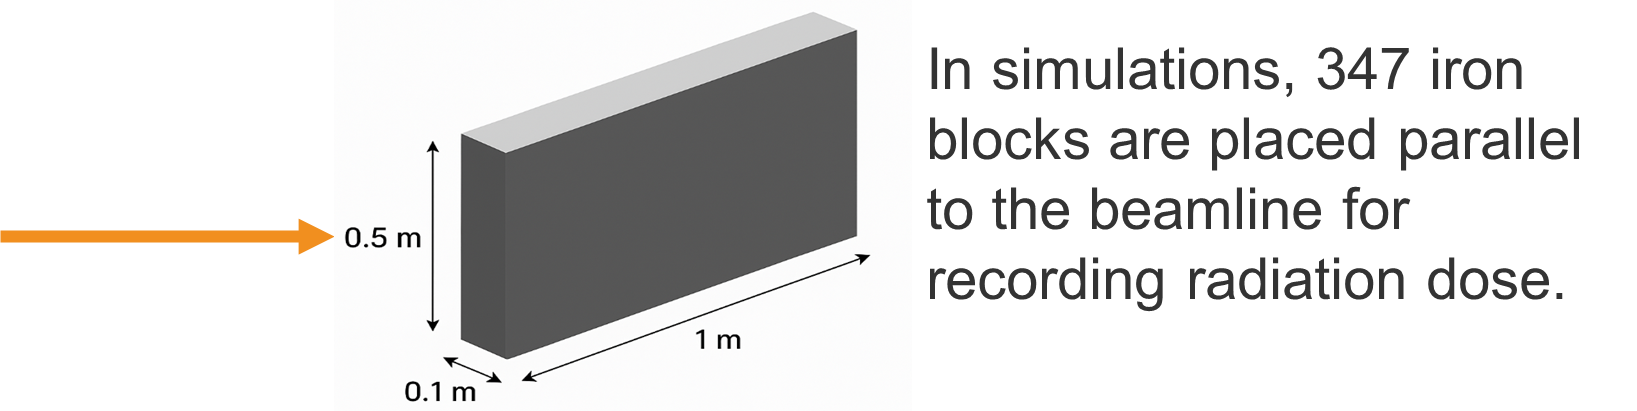 In simulations, 347 iron
blocks are placed parallel
to the beamline for
recording radiation dose.
0.5 m
1 m
0.1 m